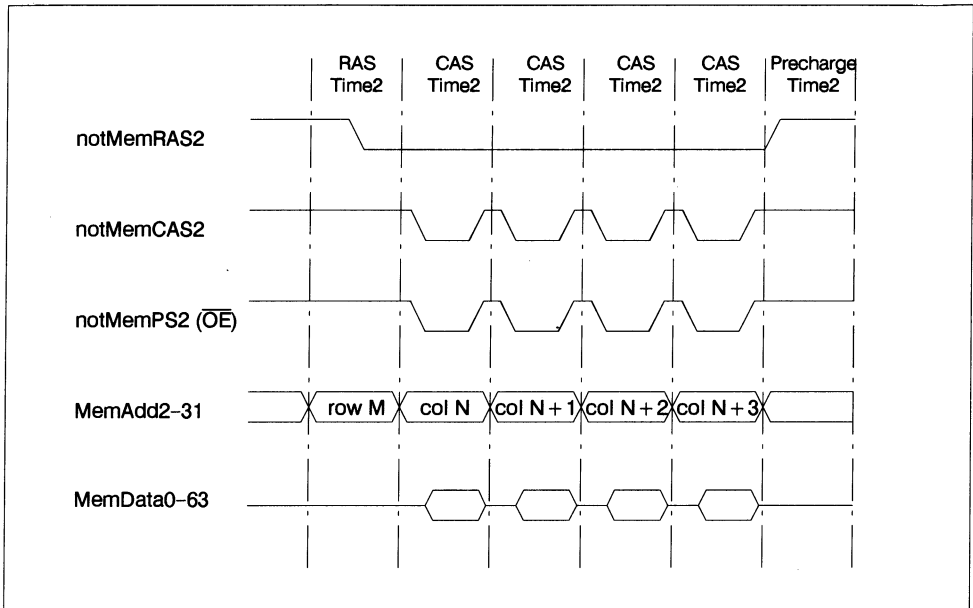 RAS CAS CAS CAS CAS Precharge
Time2 Time2 Time2 Time2 Time2 Time2
notMemRAS2
notMemCAS2
notMemPS2 (OE)
MemAdd2-31 row M col N col N + 1 col N + 2 col N + 3
MemData0-63